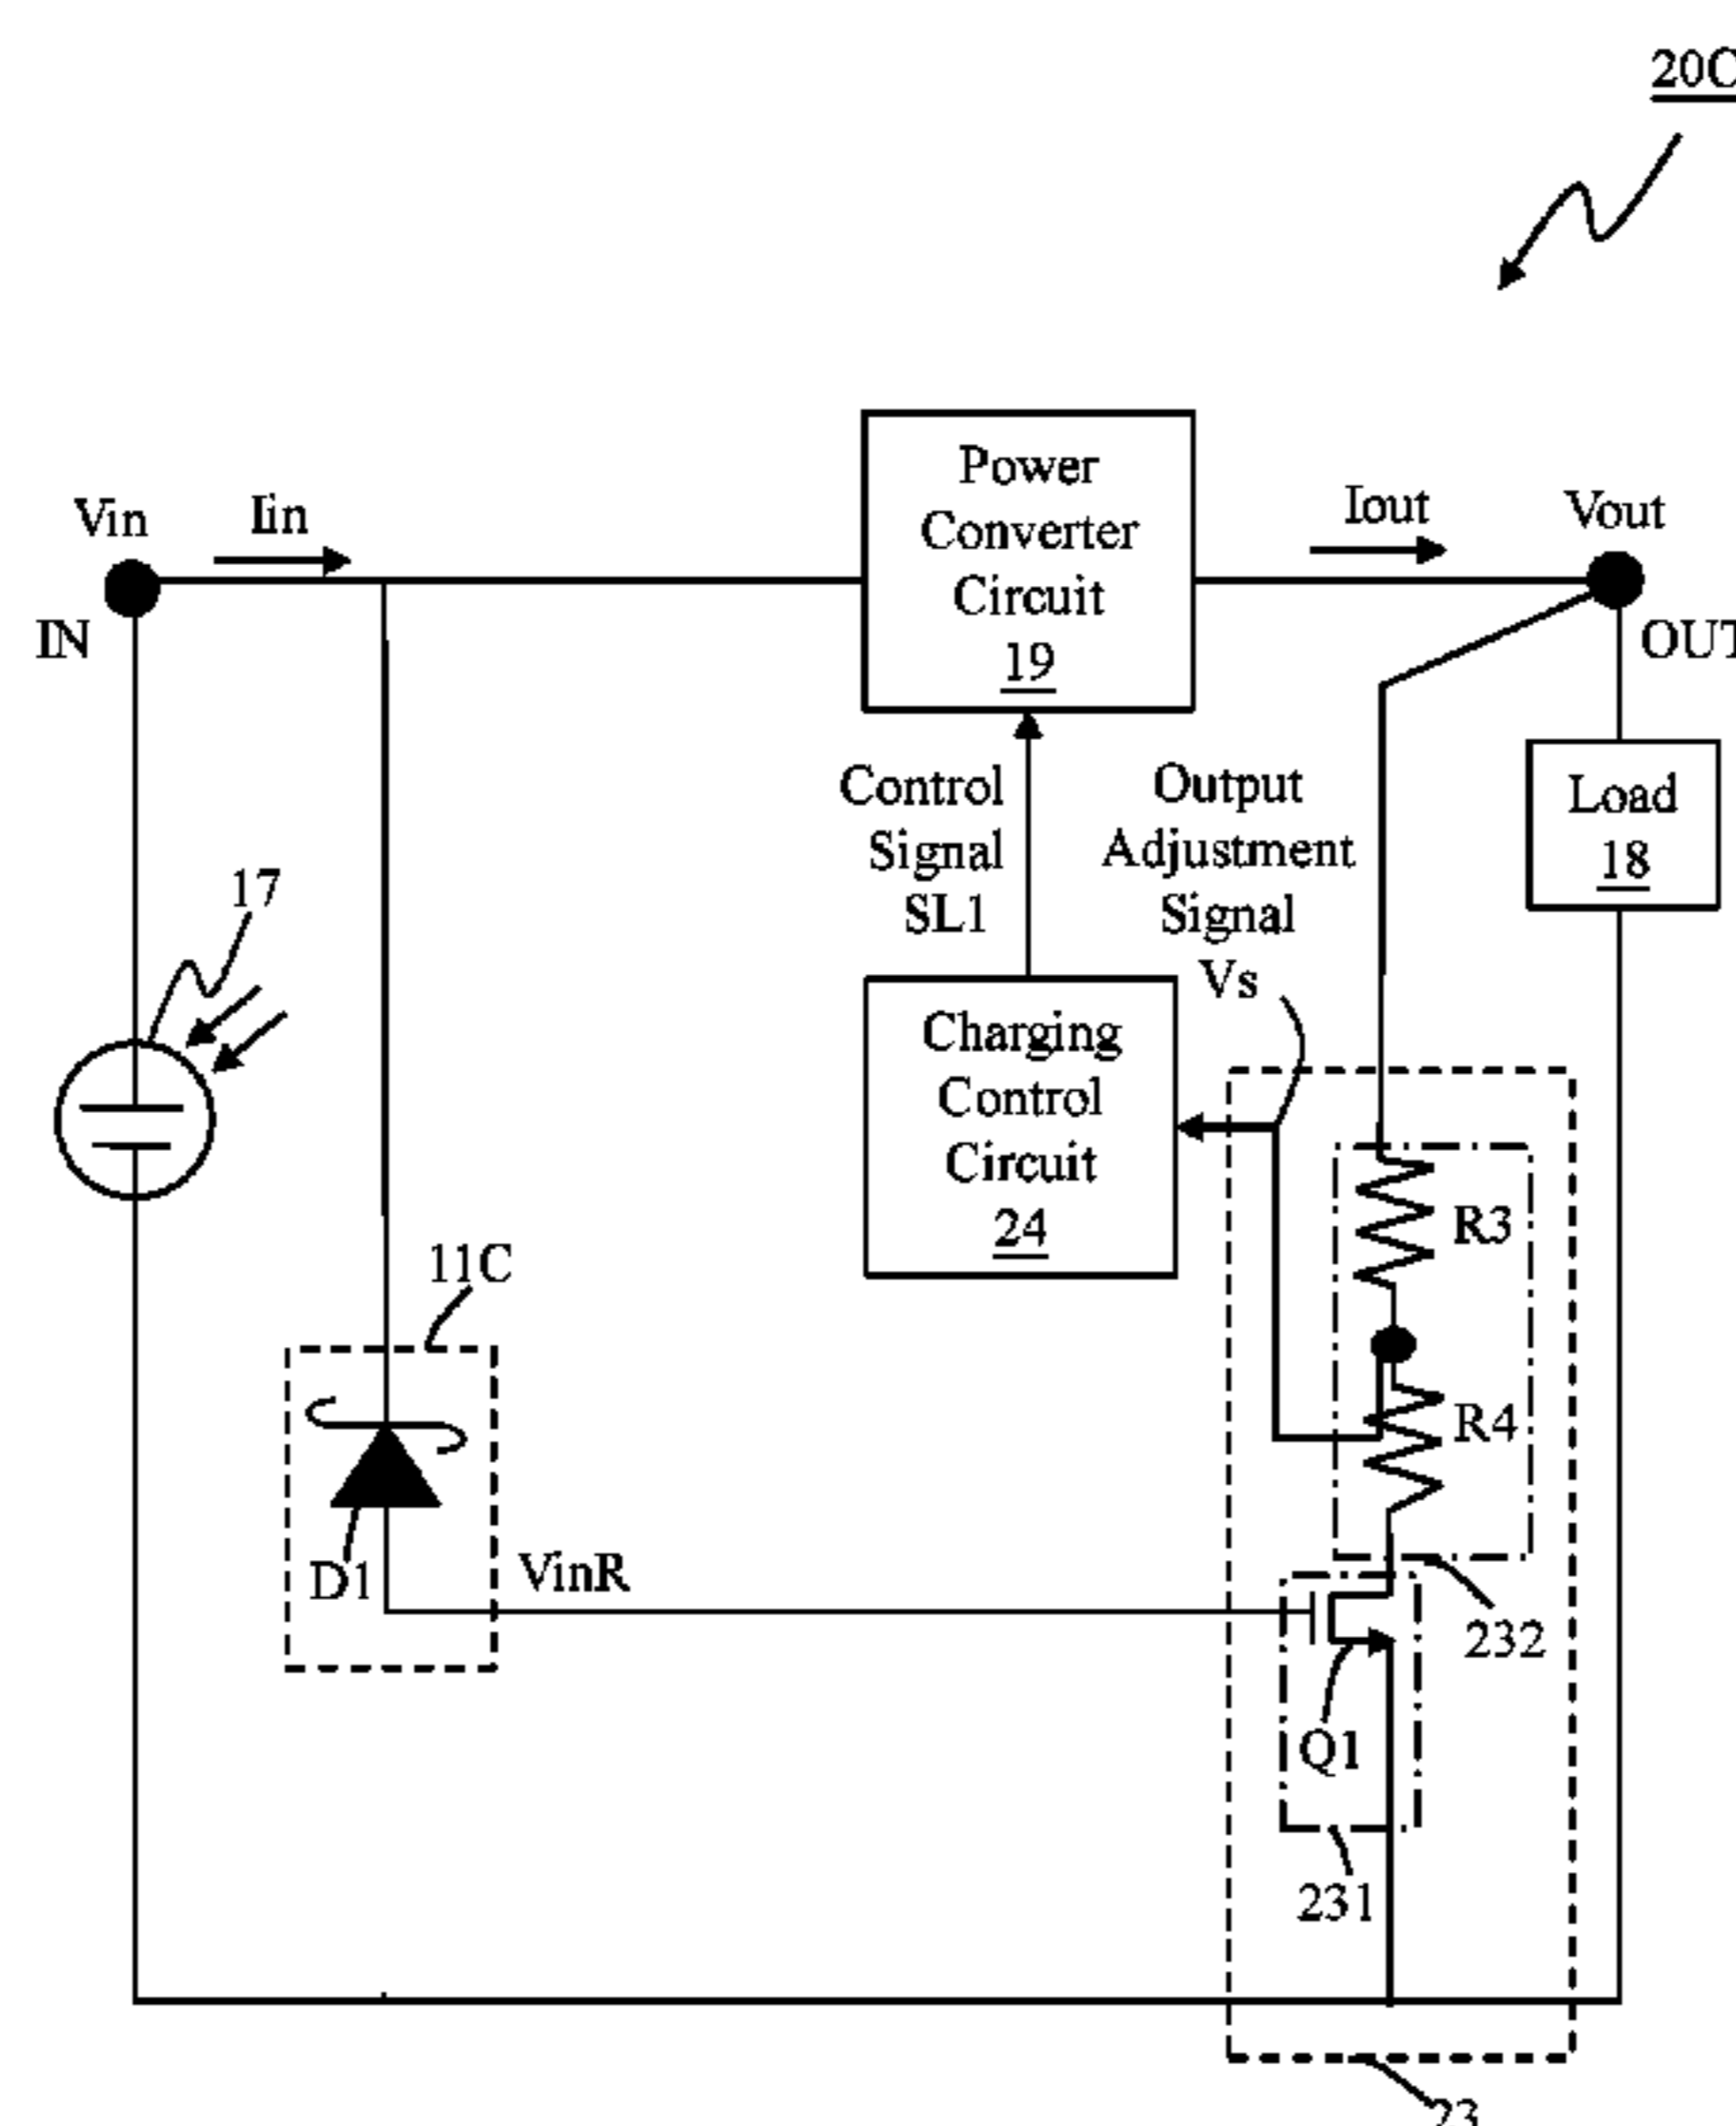 20C
Power
Converter
Circuit
19
Vin
Iin
Iout
Vout
IN
OUT
Control
Signal
SL1
Output
Adjustment
Signal
Vs
Load
18
17
Charging
Control
Circuit
24
R3
11C
R4
D1
VinR
232
Q1
231
23